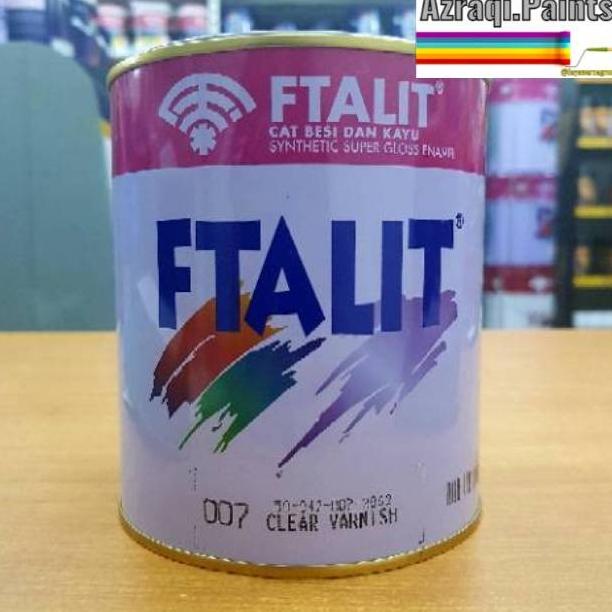 Azraqi.Paints
FTALIT®
CAT BESI DAN KAYU
SYNTHETIC SUPER GLOSS ENAMEL
FTALIT®
007
CLEAR VARNISH